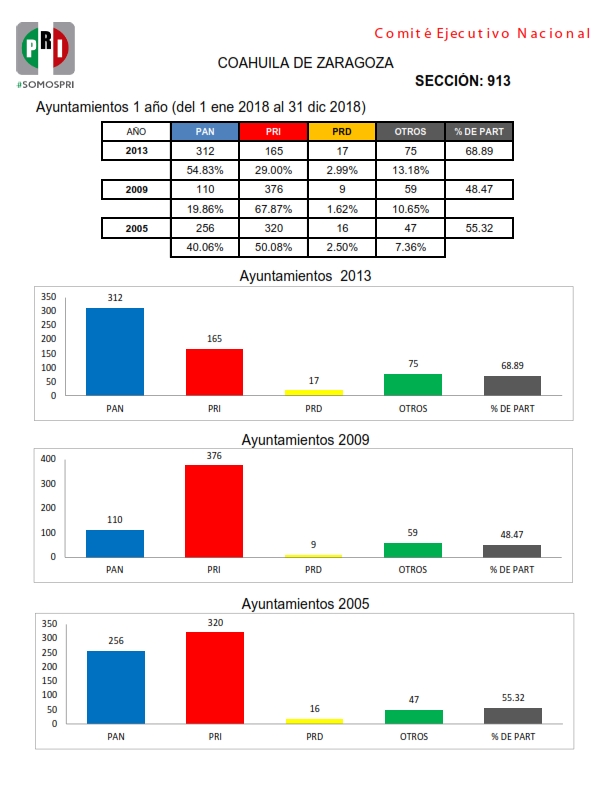 Comité Ejecutivo Nacional
PRI
#SOMOSPRI
COAHUILA DE ZARAGOZA
SECCIÓN: 913
Ayuntamientos 1 año (del 1 ene 2018 al 31 dic 2018)
AÑO PAN PRI PRD OTROS % DE PART
2013 312 165 17 75 68.89
54.83% 29.00% 2.99% 13.18%
2009 110 376 9 59 48.47
19.86% 67.87% 1.62% 10.65%
2005 256 320 16 47 55.32
40.06% 50.08% 2.50% 7.36%
Ayuntamientos 2013
350
300
250
200
150
100
50
0
312
165
17
75
68.89
PAN PRI PRD OTROS % DE PART
Ayuntamientos 2009
400
300
200
100
0
110
376
9
59
48.47
PAN PRI PRD OTROS % DE PART
Ayuntamientos 2005
350
300
250
200
150
100
50
0
256
320
16
47
55.32
PAN PRI PRD OTROS % DE PART